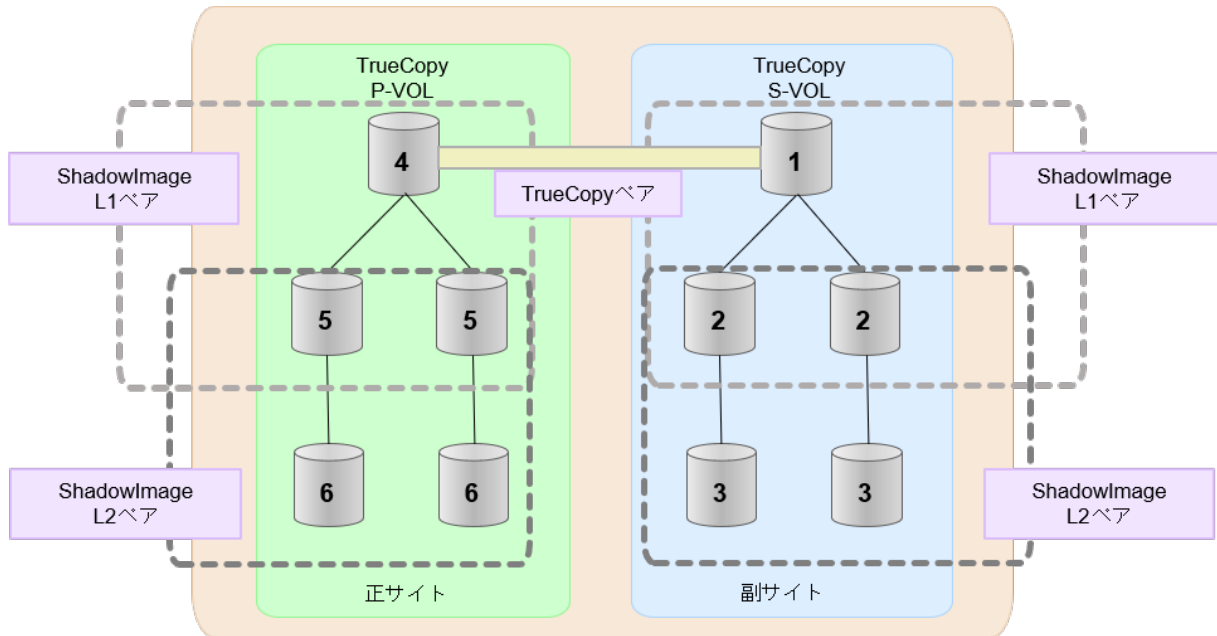 TrueCopy
P-VOL
TrueCopy
S-VOL
4
1
ShadowImage
L1ペア
TrueCopyペア
ShadowImage
L1ペア
5
5
2
2
6
6
3
3
ShadowImage
L2ペア
ShadowImage
L2ペア
正サイト
副サイト